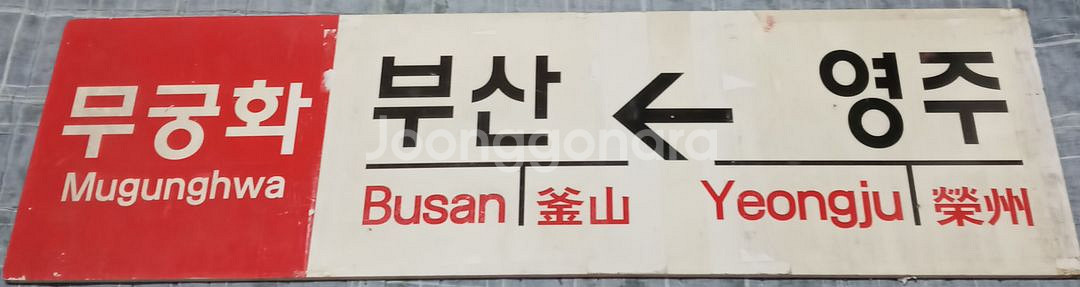 무궁화
Mugunghwa
부산 ← 영주
Busan 釜山 Yeongju 榮州
Joonggonara